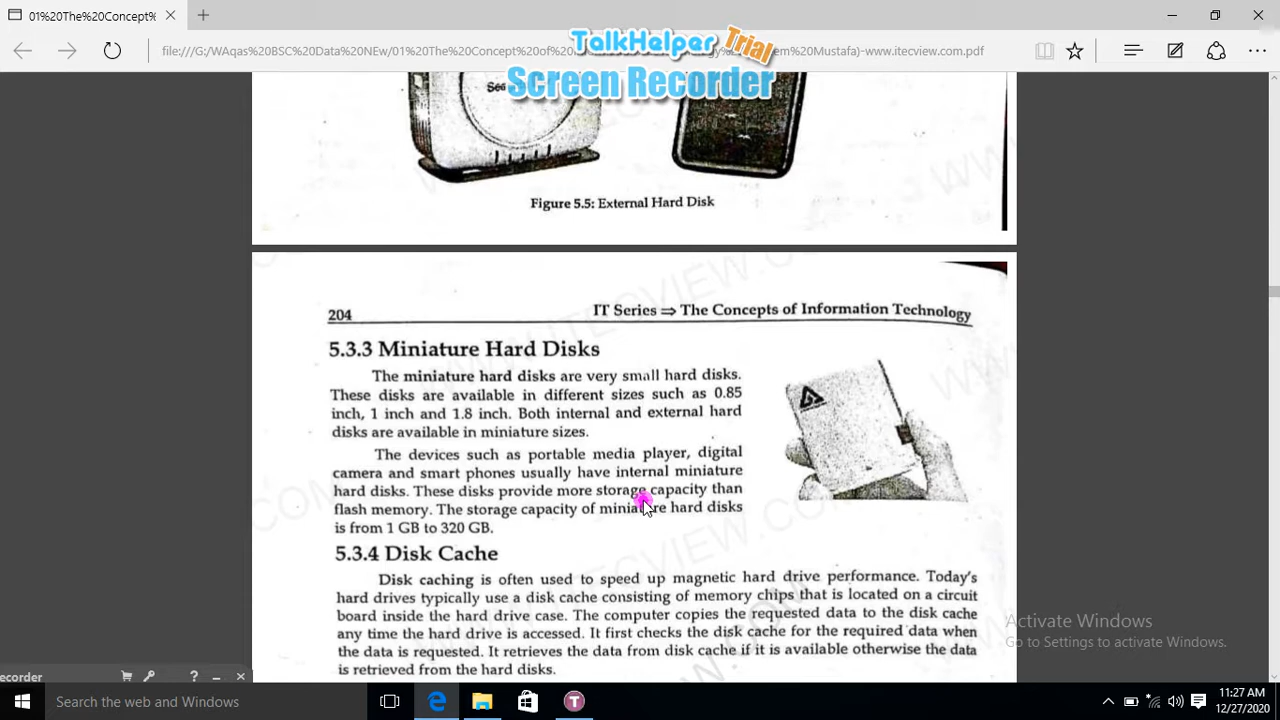 01 The Concept%
TalkHelper Trial
Screen Recorder
file:///G:/WAqas%20BSC%20Data%20NEw/01%20The%20Concept%20of
em%20Mustafa)-www.itecview.com.pdf
Figure 5.5: External Hard Disk
204
IT Series ⇒ The Concepts of Information Technology
5.3.3 Miniature Hard Disks
The miniature hard disks are very small hard disks.
These disks are available in different sizes such as 0.85
inch, 1 inch and 1.8 inch. Both internal and external hard
disks are available in miniature sizes.
The devices such as portable media player, digital
camera and smart phones usually have internal miniature
hard disks. These disks provide more storage capacity than
flash memory. The storage capacity of miniature hard disks
is from 1 GB to 320 GB.
5.3.4 Disk Cache
Disk caching is often used to speed up magnetic hard drive performance. Today's
hard drives typically use a disk cache consisting of memory chips that is located on a circuit
board inside the hard drive case. The computer copies the requested data to the disk cache
any time the hard drive is accessed. It first checks the disk cache for the required data when
the data is requested. It retrieves the data from disk cache if it is available otherwise the data
is retrieved from the hard disks.
Activate Windows
Go to Settings to activate Windows.
ecorder
Search the web and Windows
11:27 AM
12/27/2020